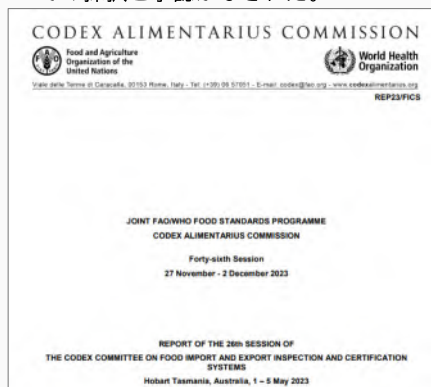 CODEX ALIMENTARIUS COMMISSION
Food and Agriculture
Organization of the
United Nations
World Health
Organization
Viale delle Terme di Caracalla, 00153 Rome, Italy - Tel: (+39) 06 57051 - E-mail: codex@fao.org - www.codexalimentarius.org
REP23/FICS
JOINT FAO/WHO FOOD STANDARDS PROGRAMME
CODEX ALIMENTARIUS COMMISSION
Forty-sixth Session
27 November - 2 December 2023
REPORT OF THE 26th SESSION OF
THE CODEX COMMITTEE ON FOOD IMPORT AND EXPORT INSPECTION AND CERTIFICATION
SYSTEMS
Hobart Tasmania, Australia, 1 – 5 May 2023